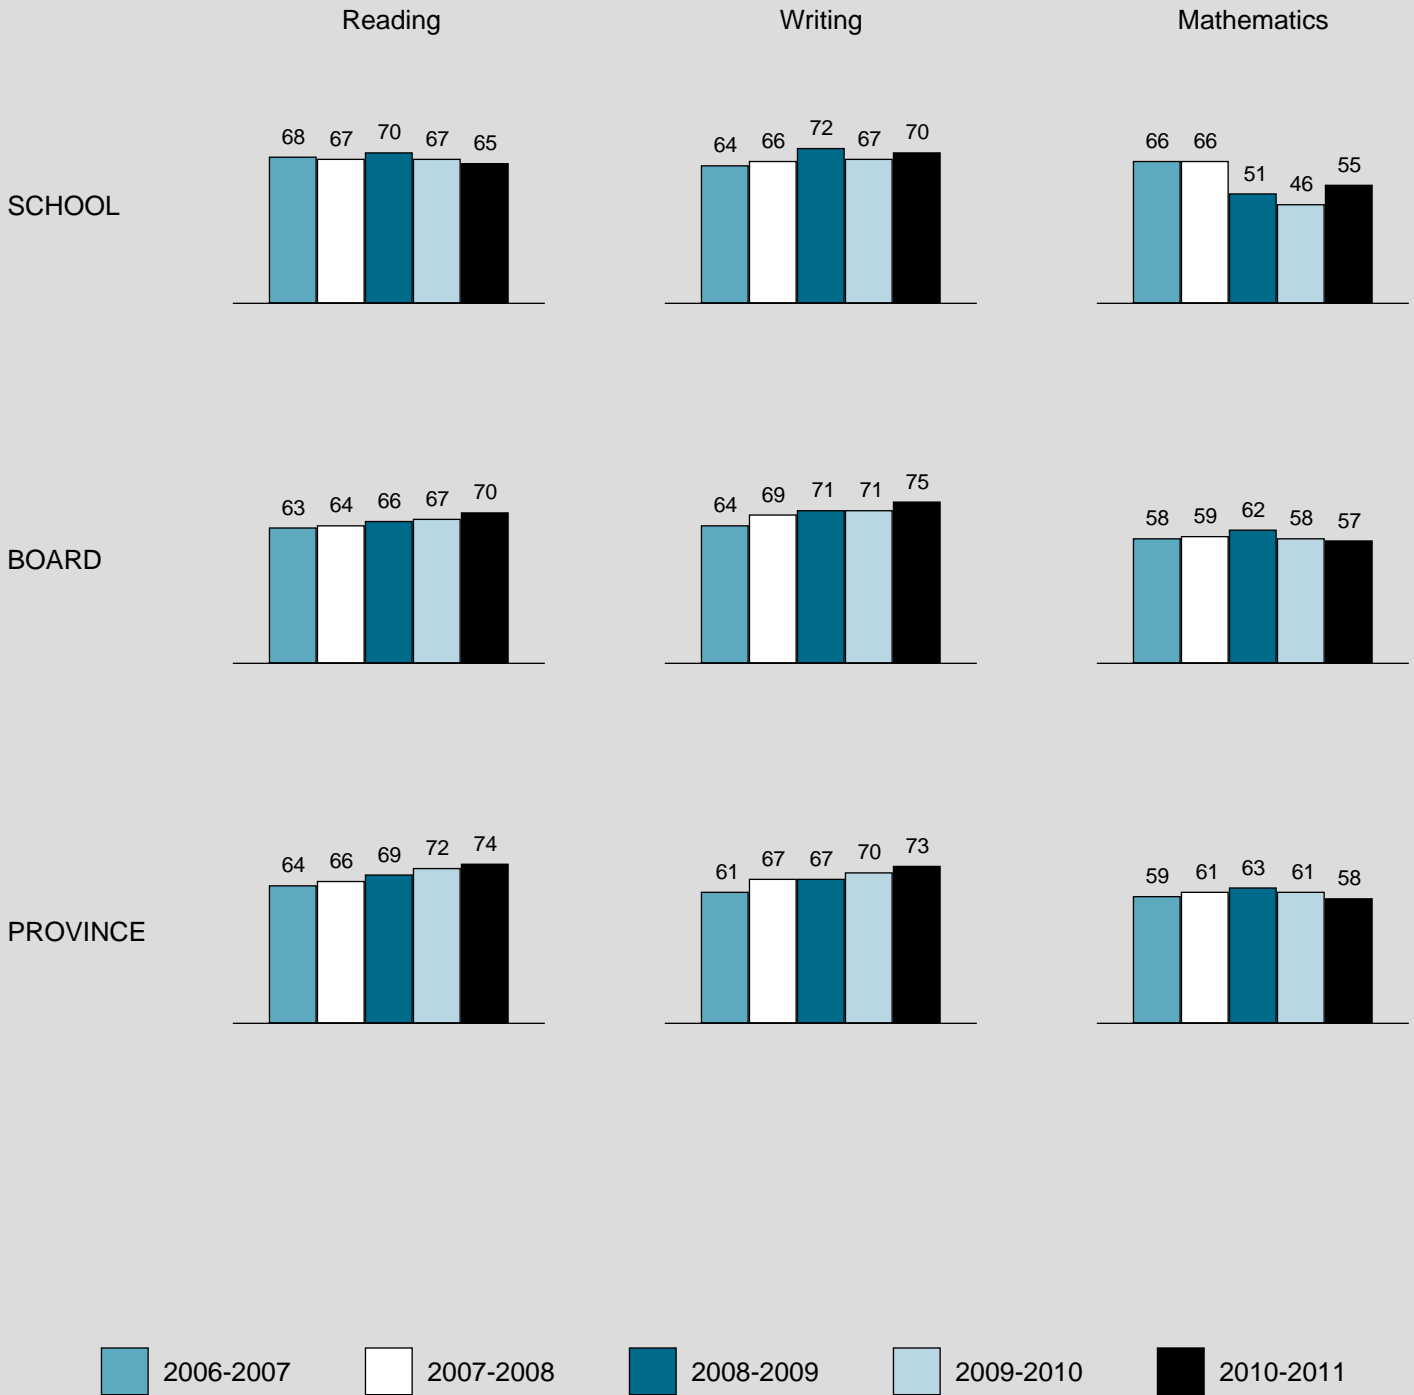 Reading Writing Mathematics
68 67 70 67 65 64 66 72 67 70 66 66 51 46 55
SCHOOL
63 64 66 67 70 64 69 71 71 75 58 59 62 58 57
BOARD
64 66 69 72 74 61 67 67 70 73 59 61 63 61 58
PROVINCE
2006-2007 2007-2008 2008-2009 2009-2010 2010-2011